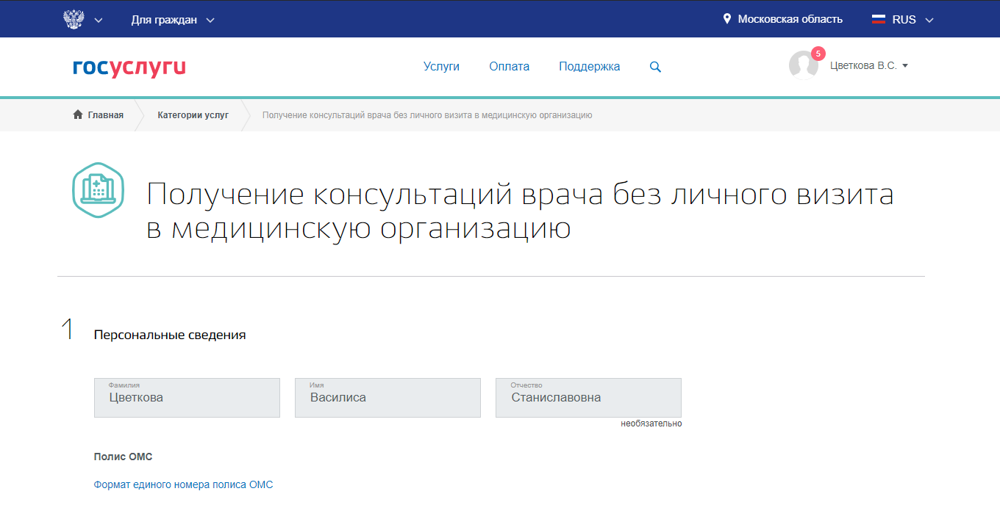 Для граждан
Московская область
RUS
госуслуги
Услуги
Оплата
Поддержка
5
Цветкова В.С.
Главная
Категории услуг
Получение консультаций врача без личного визита в медицинскую организацию
Получение консультаций врача без личного визита
в медицинскую организацию
1
Персональные сведения
Фамилия
Цветкова
Имя
Василиса
Отчество
Станиславовна
необязательно
Полис ОМС
Формат единого номера полиса ОМС